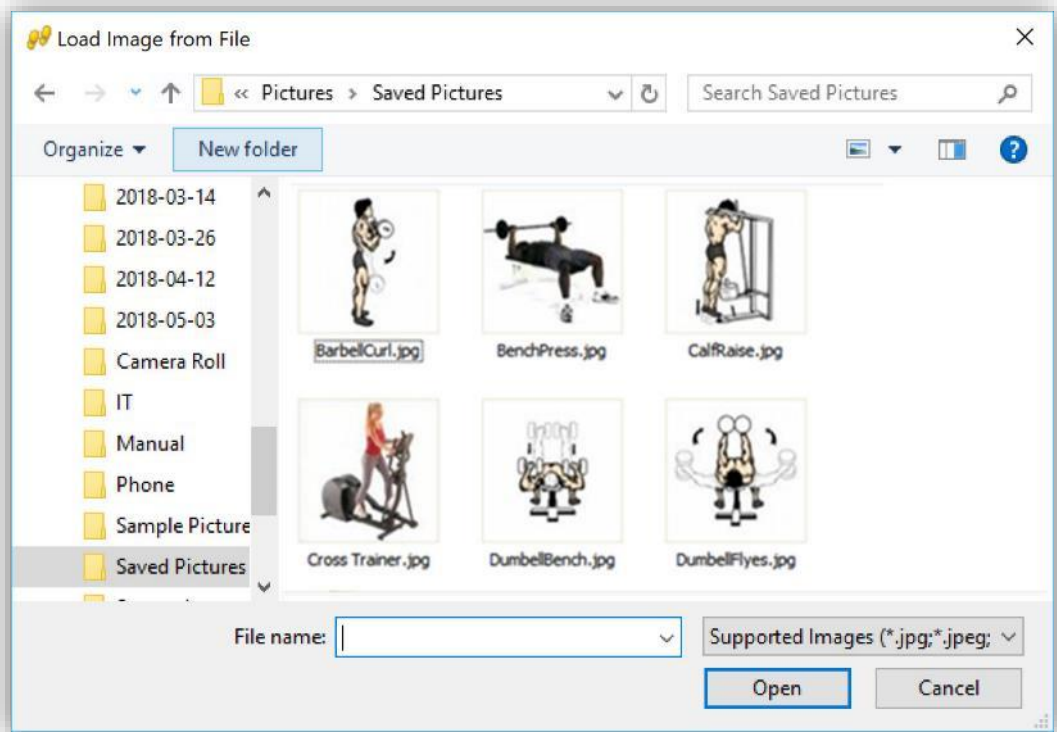 Load Image from File
« Pictures > Saved Pictures
Search Saved Pictures
Organize
New folder
?
2018-03-14
2018-03-26
2018-04-12
2018-05-03
Camera Roll
IT
Manual
Phone
Sample Picture
Saved Pictures
BarbellCurl.jpg
BenchPress.jpg
CalfRaise.jpg
Cross Trainer.jpg
DumbellBench.jpg
DumbellFlyes.jpg
File name:
Supported Images (*.jpg;*.jpeg;
Open
Cancel